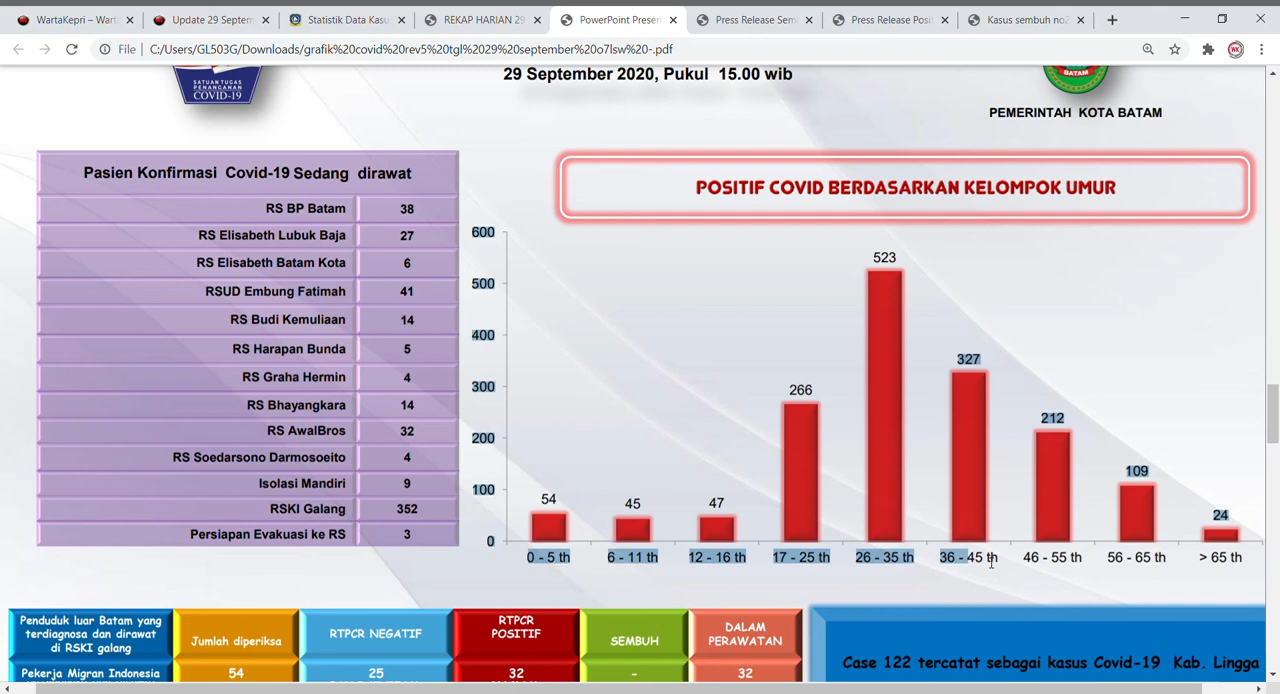 WartaKepri – Wart
Update 29 Septem
Statistik Data Kasu
REKAP HARIAN 29
PowerPoint Presen
Press Release Sem
Press Release Posit
Kasus sembuh no2
File
C:/Users/GL503G/Downloads/grafik%20covid%20rev5%20tgl%2029%20september%20o7lsw%20-.pdf
SATUAN TUGAS
PENANGANAN
COVID-19
29 September 2020, Pukul 15.00 wib
BATAM
PEMERINTAH KOTA BATAM
Pasien Konfirmasi Covid-19 Sedang dirawat
RS BP Batam 38
RS Elisabeth Lubuk Baja 27
RS Elisabeth Batam Kota 6
RSUD Embung Fatimah 41
RS Budi Kemuliaan 14
RS Harapan Bunda 5
RS Graha Hermin 4
RS Bhayangkara 14
RS AwalBros 32
RS Soedarsono Darmosoeito 4
Isolasi Mandiri 9
RSKI Galang 352
Persiapan Evakuasi ke RS 3
POSITIF COVID BERDASARKAN KELOMPOK UMUR
600
500
400
300
200
100
0
54
45
47
266
523
327
212
109
24
0 - 5 th
6 - 11 th
12 - 16 th
17 - 25 th
26 - 35 th
36 - 45 th
46 - 55 th
56 - 65 th
> 65 th
Penduduk luar Batam yang
terdiagnosa dan dirawat
di RSKI galang
Jumlah diperiksa
RTPCR NEGATIF
RTPCR
POSITIF
SEMBUH
DALAM
PERAWATAN
Pekerja Migran Indonesia
54
25
32
-
32
Case 122 tercatat sebagai kasus Covid-19 Kab. Lingga